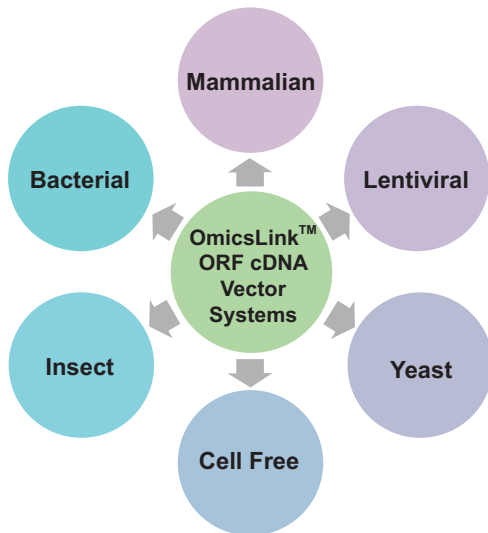 Mammalian
Bacterial
Lentiviral
OmicsLink™
ORF cDNA
Vector
Systems
Insect
Yeast
Cell Free